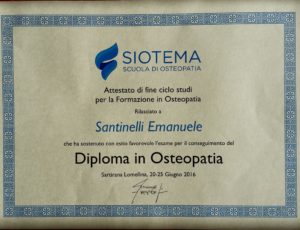 SIOTEMA
SCUOLA DI OSTEOPATIA
Attestato di fine ciclo studi
per la Formazione in Osteopatia
Rilasciato a
Santinelli Emanuele
che ha sostenuto con esito favorevole l'esame per il conseguimento del
Diploma in Osteopatia
Sartirana Lomellina, 20-25 Giugno 2016